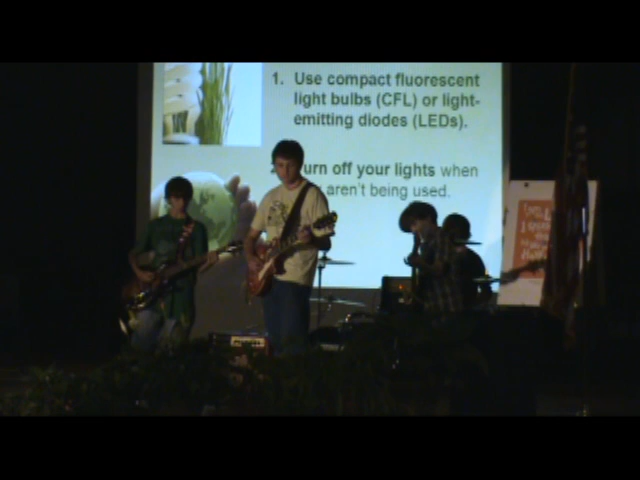 1. Use compact fluorescent
light bulbs (CFL) or light-
emitting diodes (LEDs).
urn off your lights when
aren't being used.